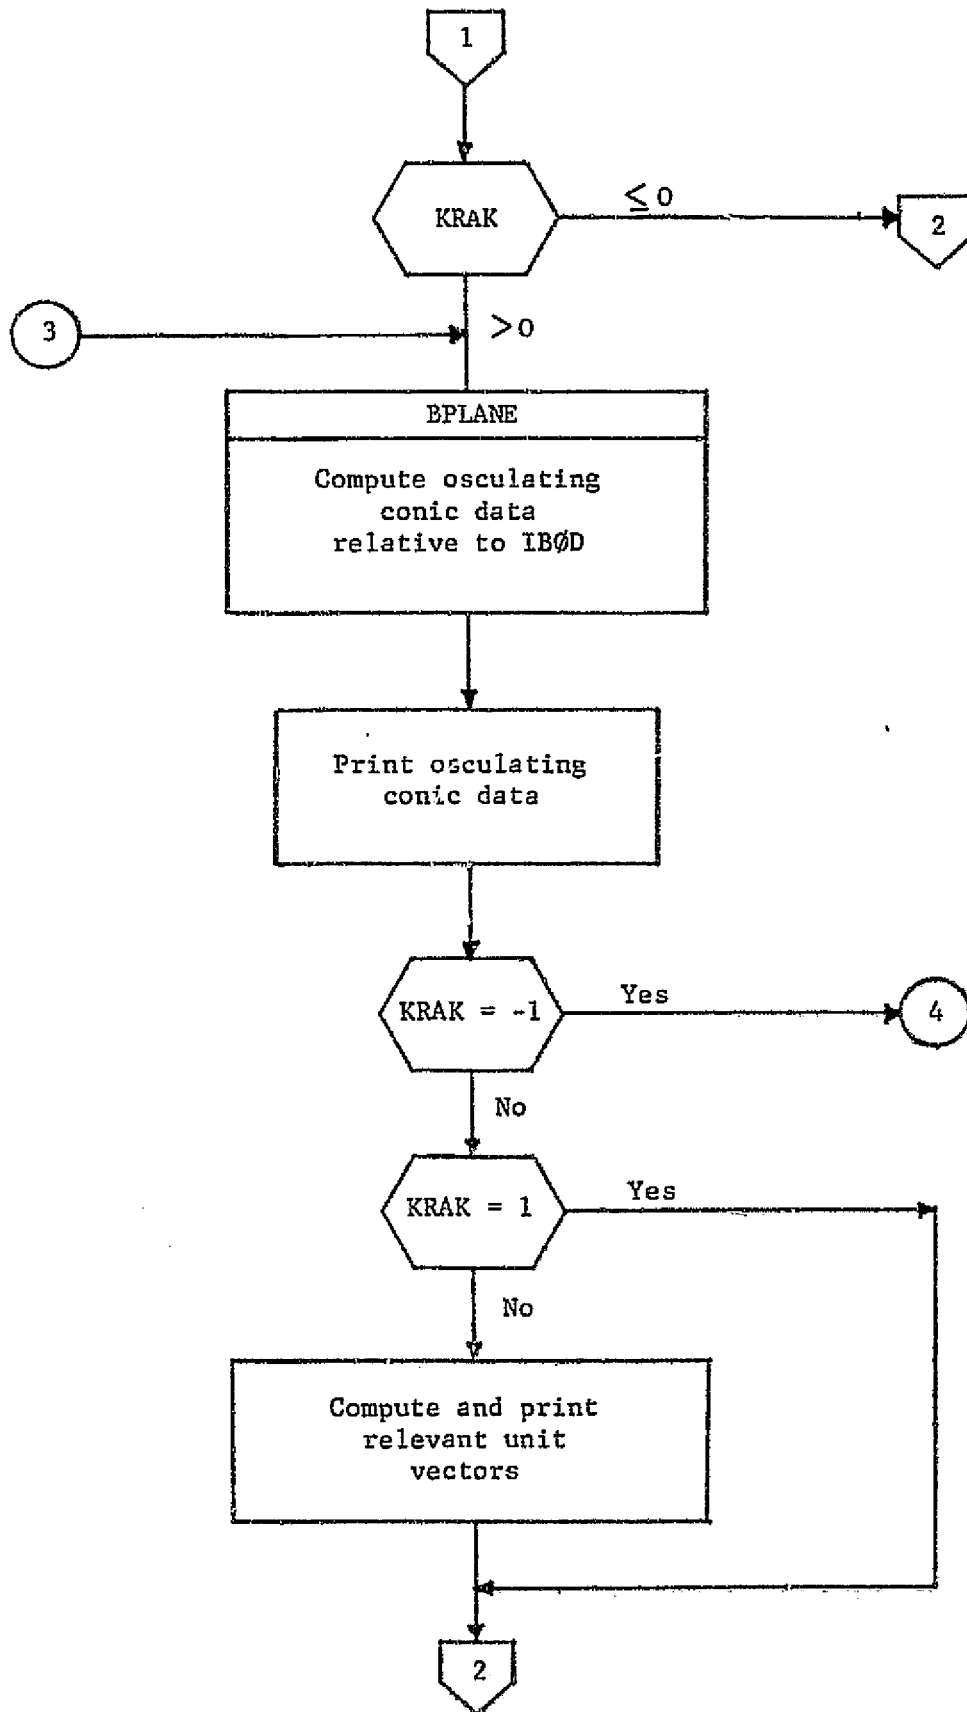 1
KRAK
≤ 0
2
3
>0
BPLANE
Compute osculating
conic data
relative to IBØD
Print osculating
conic data
KRAK = -1
Yes
4
No
KRAK = 1
Yes
No
Compute and print
relevant unit
vectors
2